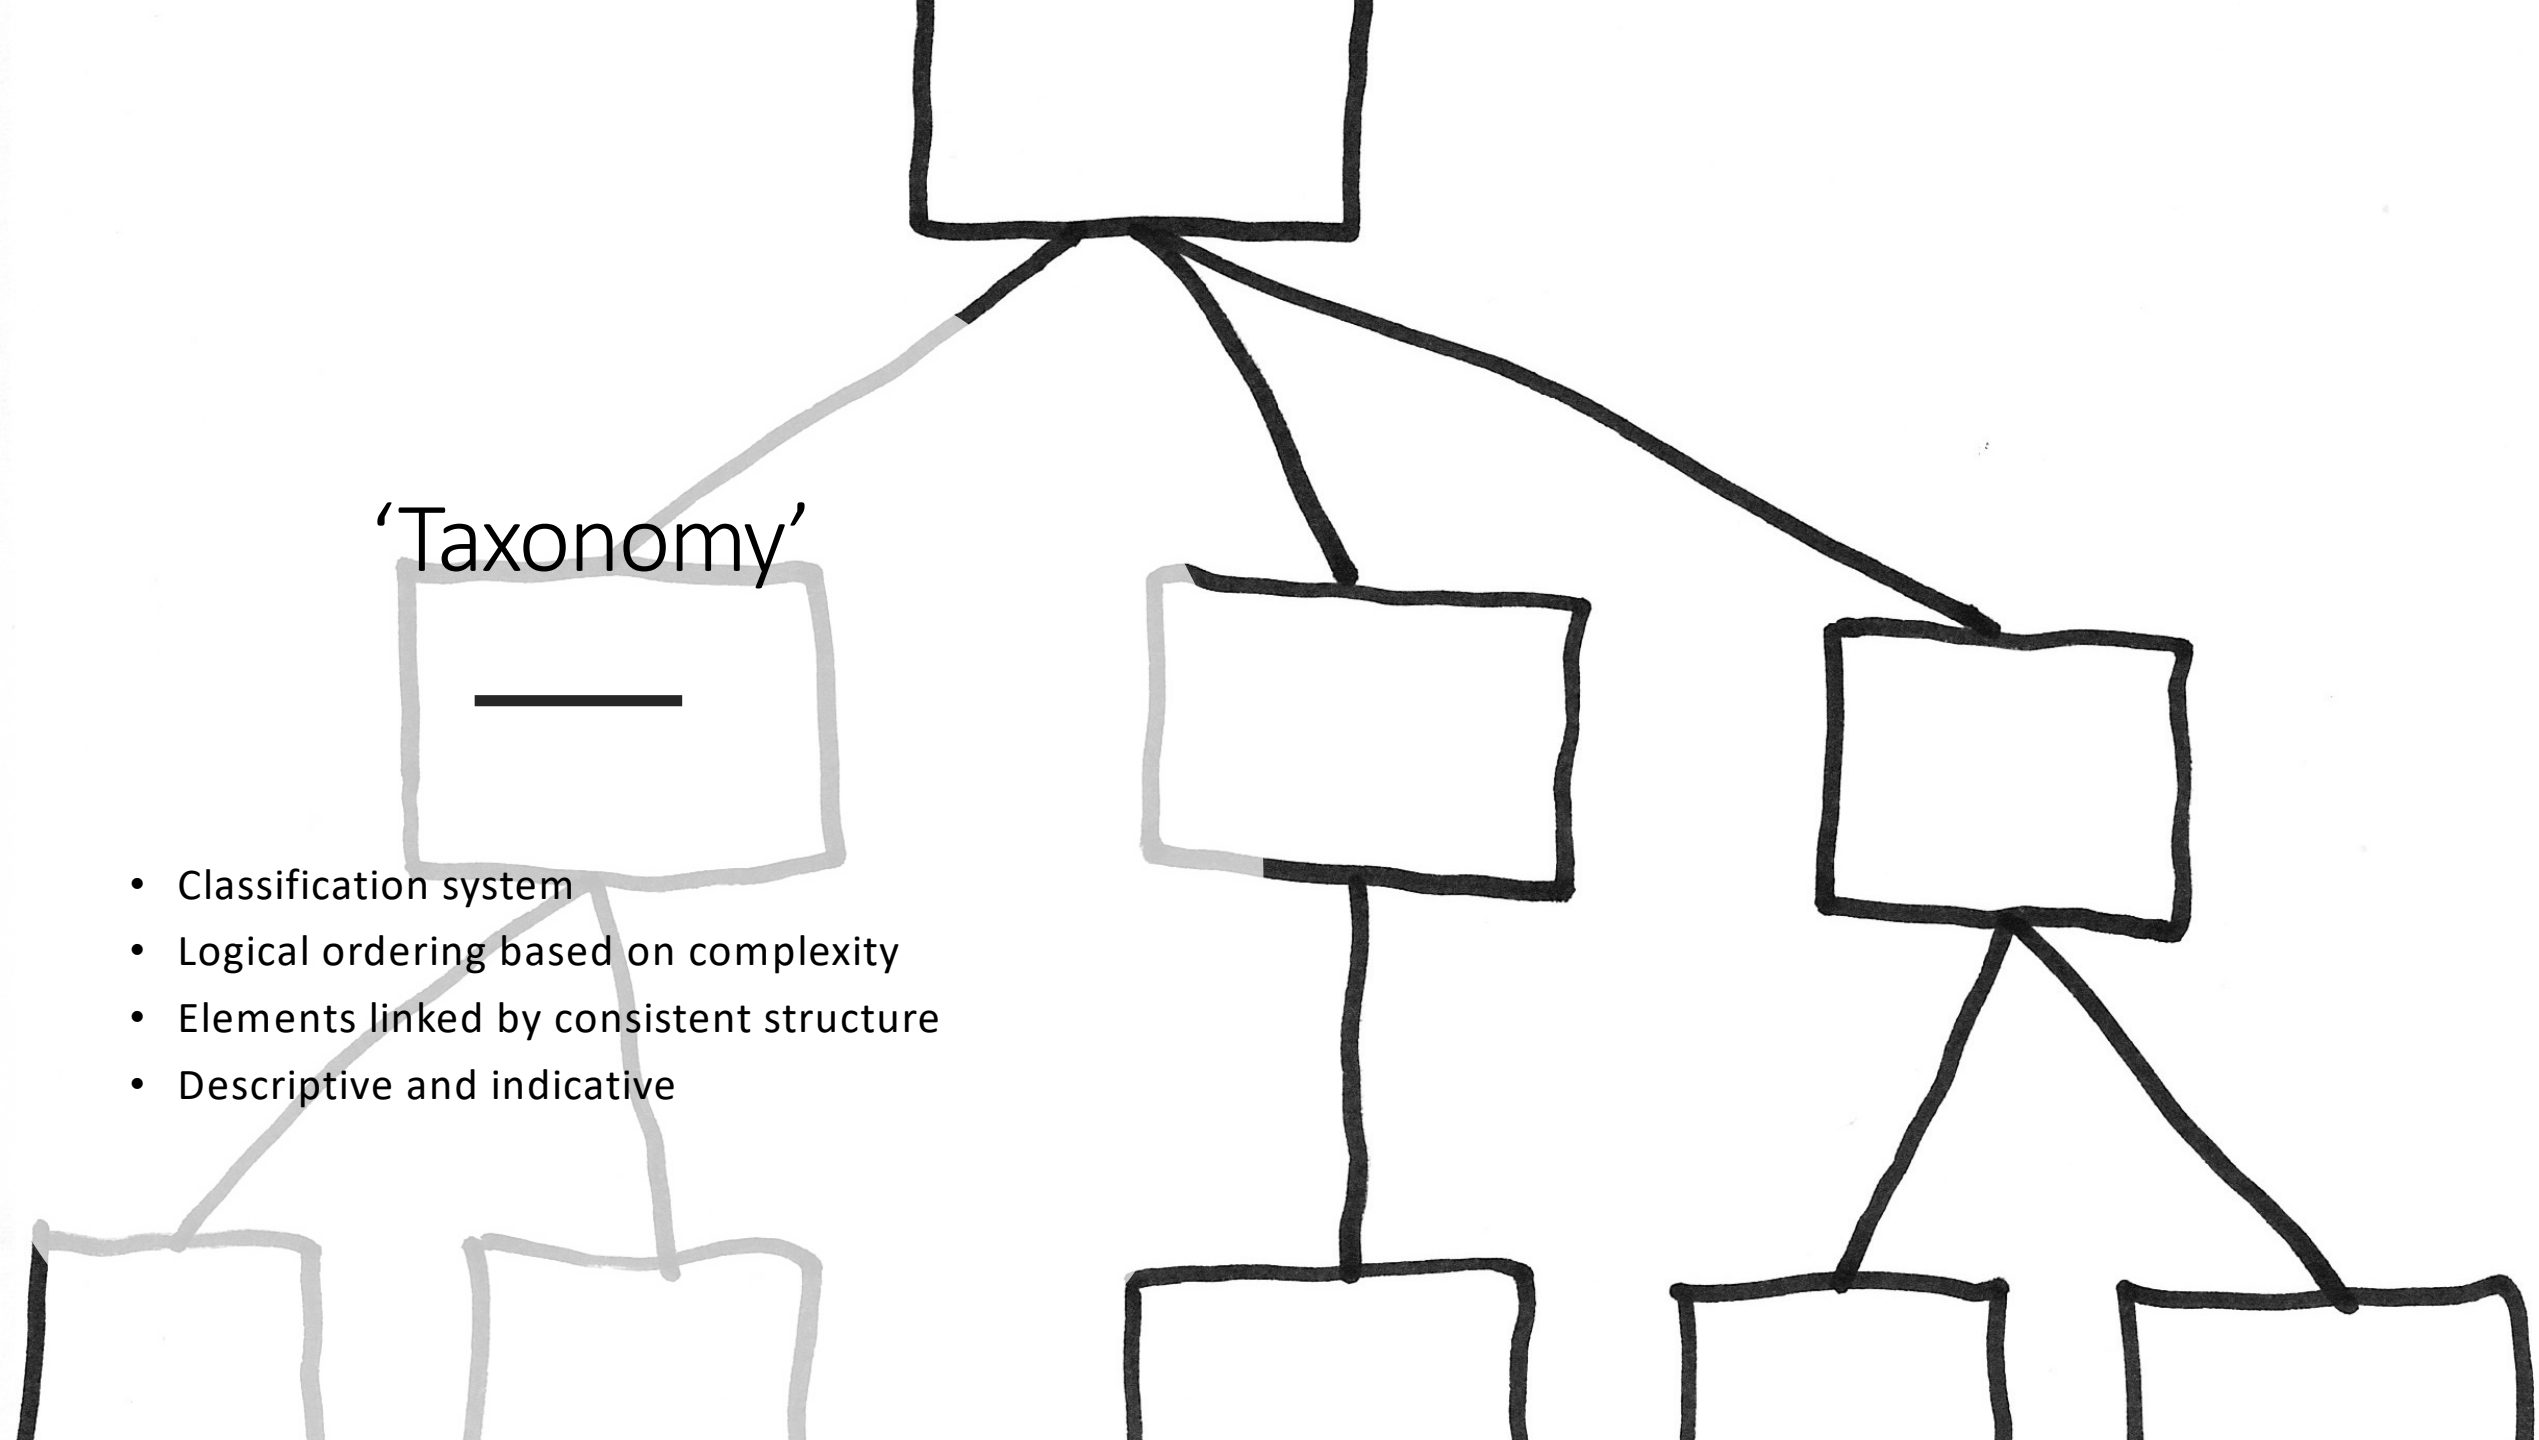 ‘Taxonomy’
• Classification system
• Logical ordering based on complexity
• Elements linked by consistent structure
• Descriptive and indicative